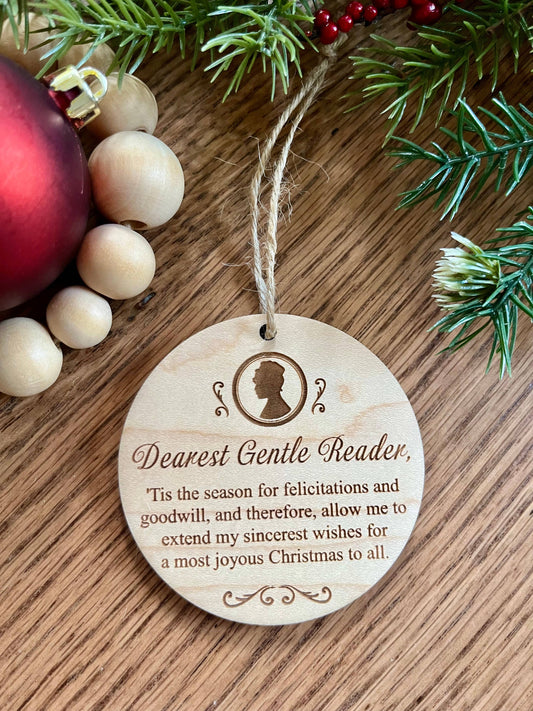 Dearest Gentle Reader,
'Tis the season for felicitations and
goodwill, and therefore, allow me to
extend my sincerest wishes for
a most joyous Christmas to all.